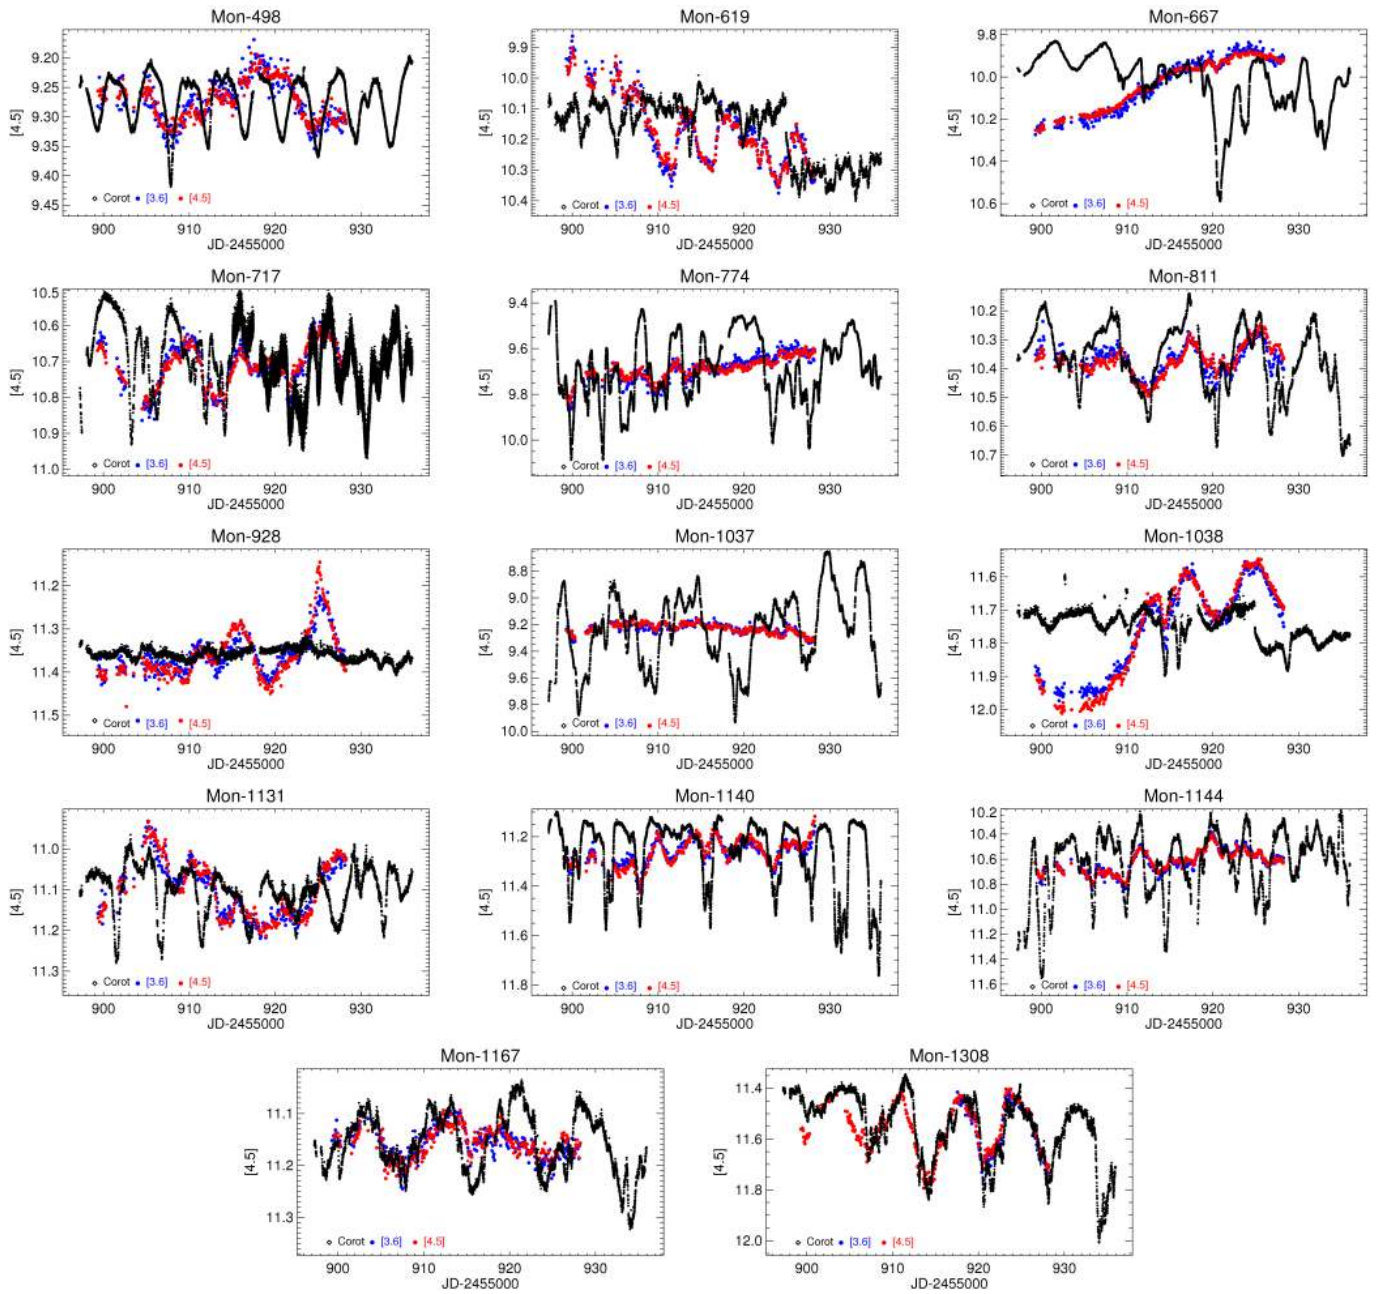 Mon-498
9.20
9.25
9.30
9.35
9.40
9.45
[4.5]
Corot [3.6] [4.5]
900 910 920 930
JD-2455000
Mon-619
9.9
10.0
10.1
10.2
10.3
10.4
[4.5]
Corot [3.6] [4.5]
900 910 920 930
JD-2455000
Mon-667
9.8
10.0
10.2
10.4
10.6
[4.5]
Corot [3.6] [4.5]
900 910 920 930
JD-2455000
Mon-717
10.5
10.6
10.7
10.8
10.9
11.0
[4.5]
Corot [3.6] [4.5]
900 910 920 930
JD-2455000
Mon-774
9.4
9.6
9.8
10.0
[4.5]
Corot [3.6] [4.5]
900 910 920 930
JD-2455000
Mon-811
10.2
10.3
10.4
10.5
10.6
10.7
[4.5]
Corot [3.6] [4.5]
900 910 920 930
JD-2455000
Mon-928
11.2
11.3
11.4
11.5
[4.5]
Corot [3.6] [4.5]
900 910 920 930
JD-2455000
Mon-1037
8.8
9.0
9.2
9.4
9.6
9.8
10.0
[4.5]
Corot [3.6] [4.5]
900 910 920 930
JD-2455000
Mon-1038
11.6
11.7
11.8
11.9
12.0
[4.5]
Corot [3.6] [4.5]
900 910 920 930
JD-2455000
Mon-1131
11.0
11.1
11.2
11.3
[4.5]
Corot [3.6] [4.5]
900 910 920 930
JD-2455000
Mon-1140
11.2
11.4
11.6
11.8
[4.5]
Corot [3.6] [4.5]
900 910 920 930
JD-2455000
Mon-1144
10.2
10.4
10.6
10.8
11.0
11.2
11.4
11.6
[4.5]
Corot [3.6] [4.5]
900 910 920 930
JD-2455000
Mon-1167
11.1
11.2
11.3
[4.5]
Corot [3.6] [4.5]
900 910 920 930
JD-2455000
Mon-1308
11.4
11.6
11.8
12.0
[4.5]
Corot [3.6] [4.5]
900 910 920 930
JD-2455000